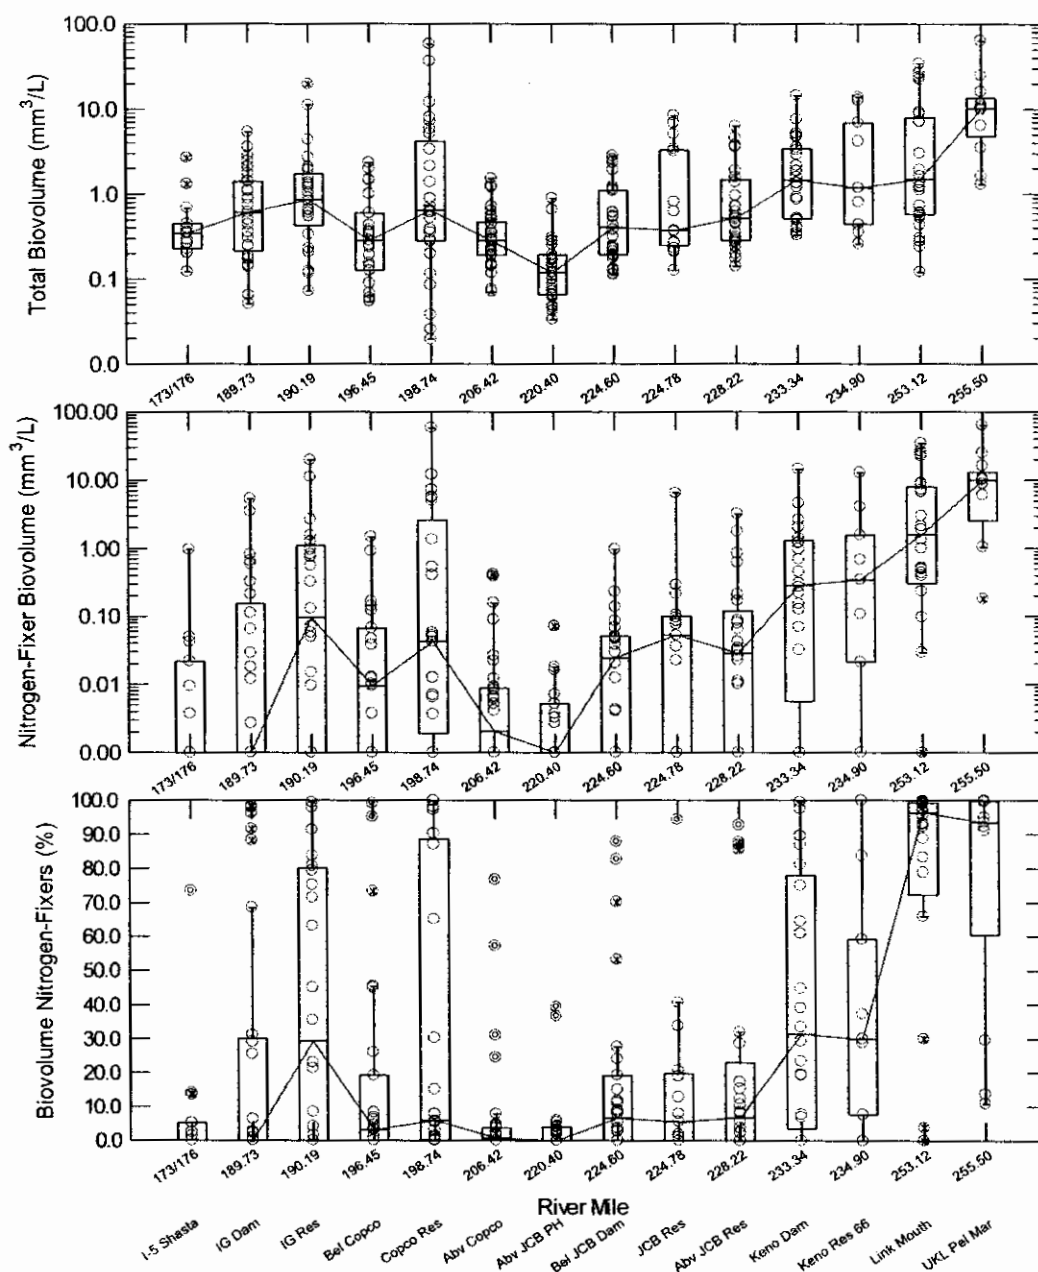 Total Biovolume (mm³/L)
100.0
10.0
1.0
0.1
0.0
173/176 189.73 190.19 196.45 198.74 206.42 220.40 224.60 224.78 228.22 233.34 234.90 253.12 255.50
Nitrogen-Fixer Biovolume (mm³/L)
100.00
10.00
1.00
0.10
0.01
0.00
173/176 189.73 190.19 196.45 198.74 206.42 220.40 224.60 224.78 228.22 233.34 234.90 253.12 255.50
Biovolume Nitrogen-Fixers (%)
100.0
90.0
80.0
70.0
60.0
50.0
40.0
30.0
20.0
10.0
0.0
173/176 189.73 190.19 196.45 198.74 206.42 220.40 224.60 224.78 228.22 233.34 234.90 253.12 255.50
River Mile
I-5 Shasta IG Dam IG Res Bel Copco Copco Res Abv Copco Abv JCB PH Bel JCB Dam JCB Res Abv JCB Res Keno Dam Keno Res 66 Link Mouth UKL Pel Mar